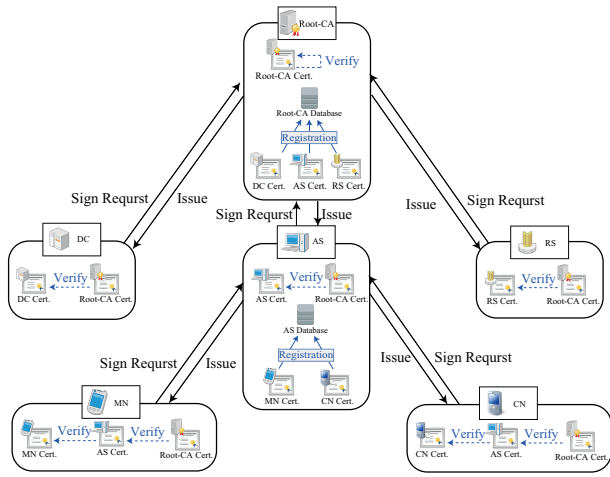 Root-CA
Verify
Root-CA Cert.
Root-CA Database
Registration
DC Cert. AS Cert. RS Cert.
Sign Requrst Issue
Sign Requrst Issue
Issue Sign Requrst
DC
Verify
DC Cert. Root-CA Cert.
AS
Verify
AS Cert. Root-CA Cert.
AS Database
Registration
MN Cert. CN Cert.
RS
Verify
RS Cert. Root-CA Cert.
Sign Requrst Issue
Issue Sign Requrst
MN
Verify Verify
MN Cert. AS Cert. Root-CA Cert.
CN
Verify Verify
CN Cert. AS Cert. Root-CA Cert.